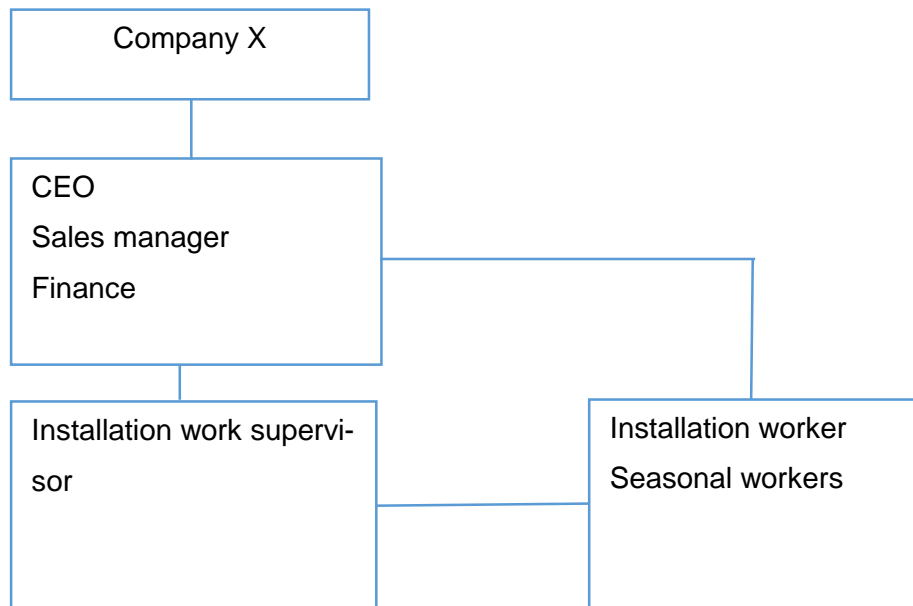 Company X
CEO
Sales manager
Finance
Installation work supervi-
sor
Installation worker
Seasonal workers